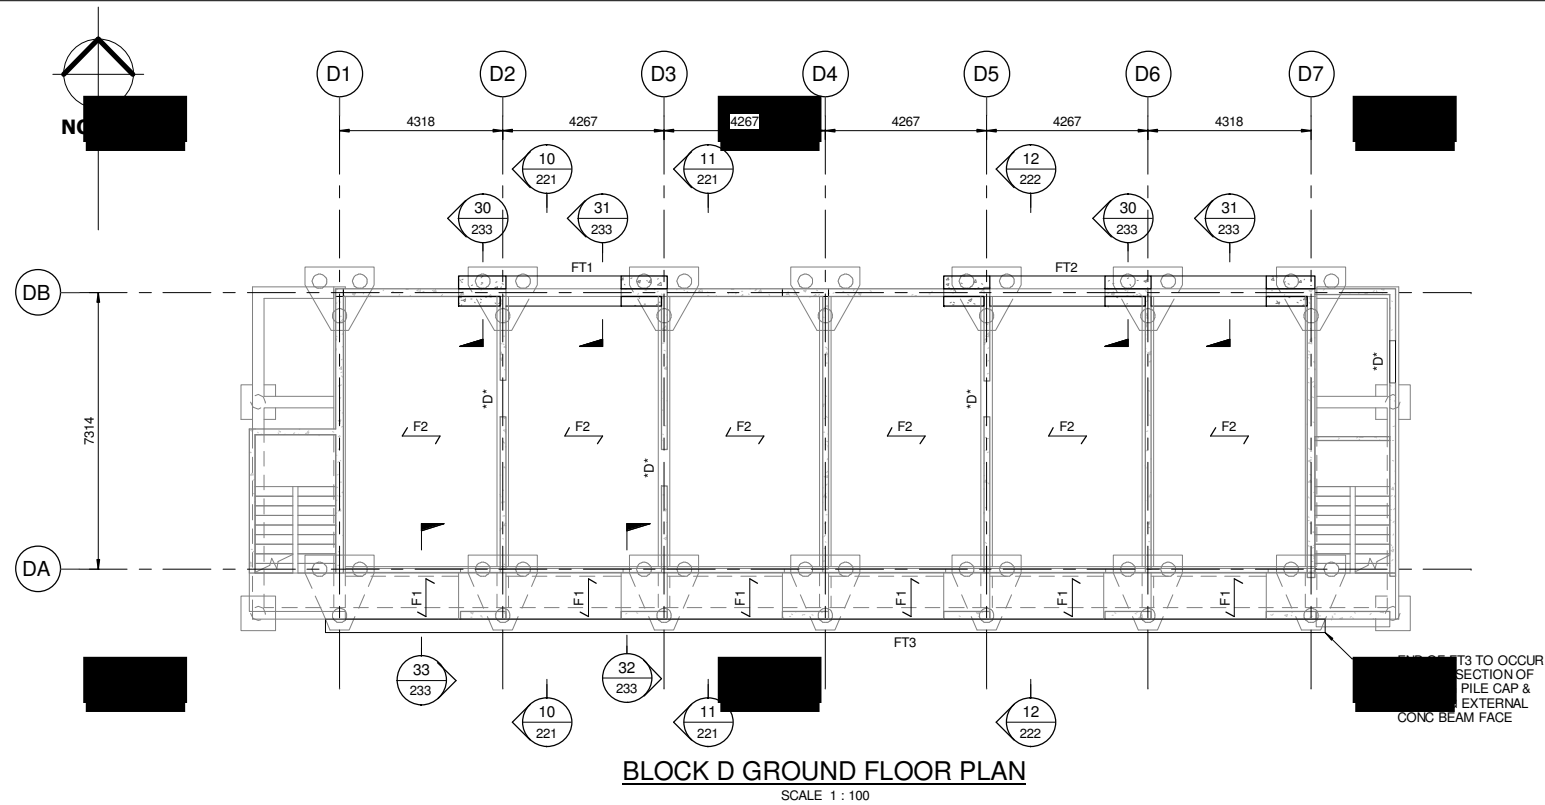 D1 D2 D3 D4 D5 D6 D7
4318 4267 4267 4267 4267 4318
10 11 12
221 221 222
30 31 30 31
233 233 233 233
FT1 FT2
DB
*D*
*D* *D*
7314
F2 F2 F2 F2 F2 F2
*D*
DA
F1 F1 F1 F1 F1 F1
FT3
33 32
233 233
FT3 TO OCCUR
SECTION OF
PILE CAP &
EXTERNAL
CONC BEAM FACE
10 11 12
221 221 222
BLOCK D GROUND FLOOR PLAN
SCALE 1 : 100